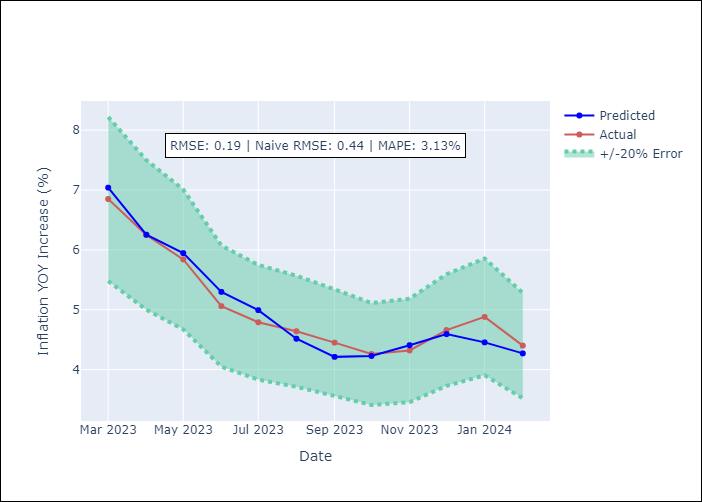 RMSE: 0.19 | Naive RMSE: 0.44 | MAPE: 3.13%
Predicted
Actual
+/-20% Error
Inflation YOY Increase (%)
8
7
6
5
4
Mar 2023
May 2023
Jul 2023
Sep 2023
Nov 2023
Jan 2024
Date